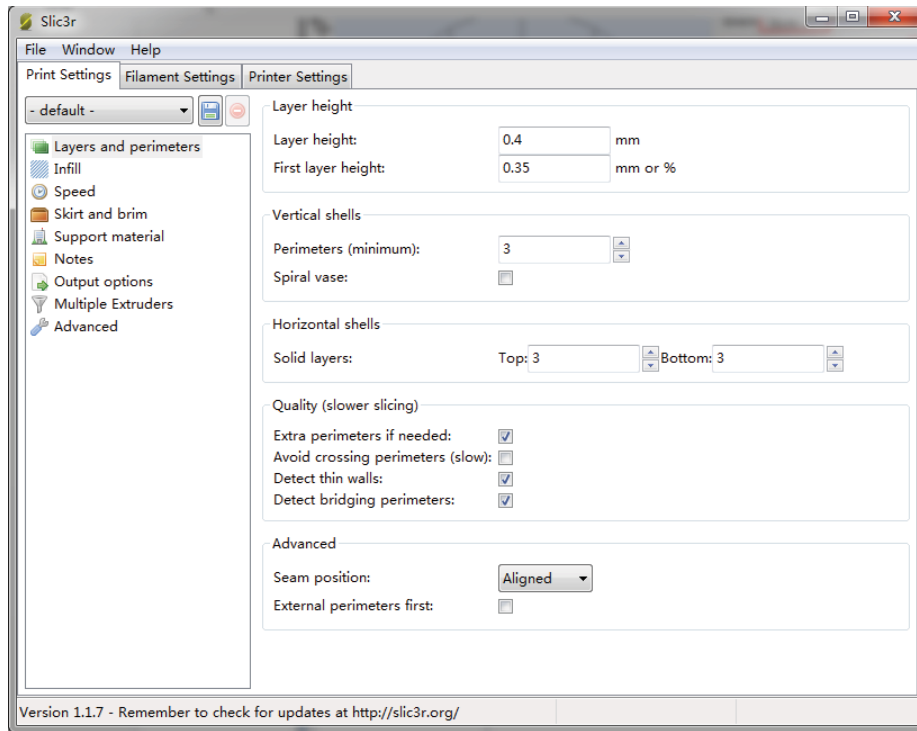 Slic3r
File Window Help
Print Settings Filament Settings Printer Settings
- default -
Layers and perimeters
Infill
Speed
Skirt and brim
Support material
Notes
Output options
Multiple Extruders
Advanced
Layer height
Layer height: 0.4 mm
First layer height: 0.35 mm or %
Vertical shells
Perimeters (minimum): 3
Spiral vase:
Horizontal shells
Solid layers: Top: 3 Bottom: 3
Quality (slower slicing)
Extra perimeters if needed:
Avoid crossing perimeters (slow):
Detect thin walls:
Detect bridging perimeters:
Advanced
Seam position: Aligned
External perimeters first:
Version 1.1.7 - Remember to check for updates at http://slic3r.org/